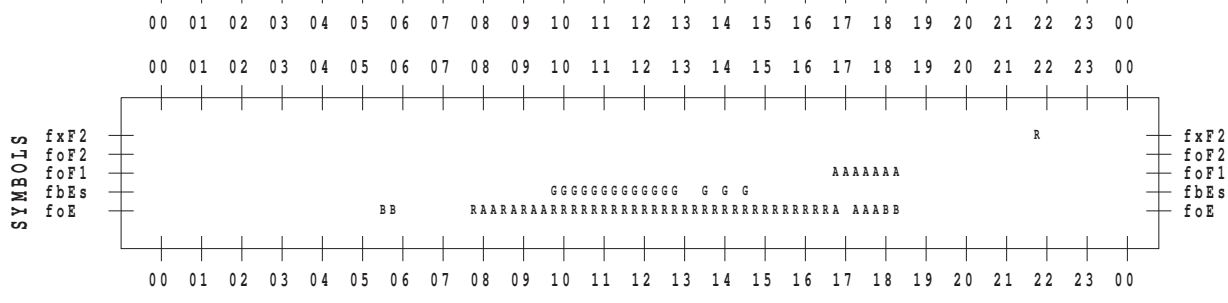 00 01 02 03 04 05 06 07 08 09 10 11 12 13 14 15 16 17 18 19 20 21 22 23 00
00 01 02 03 04 05 06 07 08 09 10 11 12 13 14 15 16 17 18 19 20 21 22 23 00
SYMBOLS
fxF2 R fxF2
foF2 foF2
foF1 AAAAAAA foF1
fbEs GGGGGGGGGGGGG G G G fbEs
foE BB RAARARAARRRRRRRRRRRRRRRRRRRRRRRRRRRRA AAABB foE
00 01 02 03 04 05 06 07 08 09 10 11 12 13 14 15 16 17 18 19 20 21 22 23 00